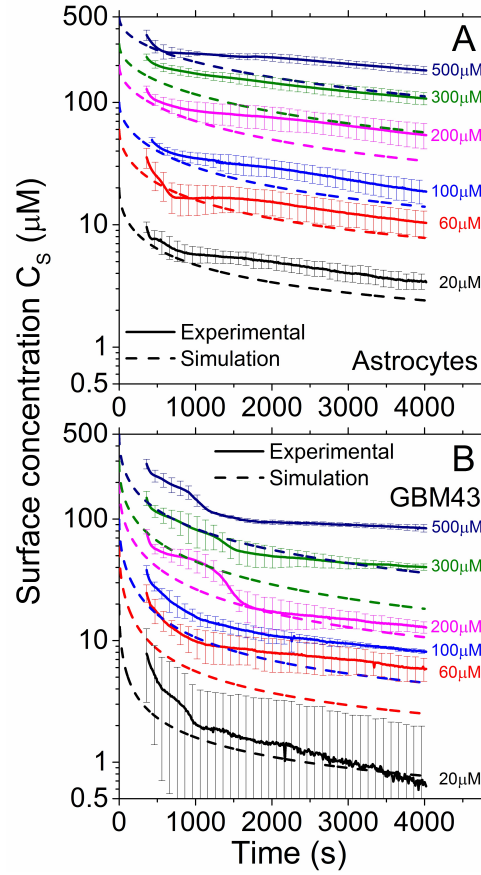 Surface concentration C_S (μM)
500
100
10
1
0.5
A
500μM
300μM
200μM
100μM
60μM
20μM
Experimental
Simulation
Astrocytes
0 1000 2000 3000 4000
500
100
10
1
0.5
Experimental
Simulation
B
GBM43
500μM
300μM
200μM
100μM
60μM
20μM
0 1000 2000 3000 4000
Time (s)